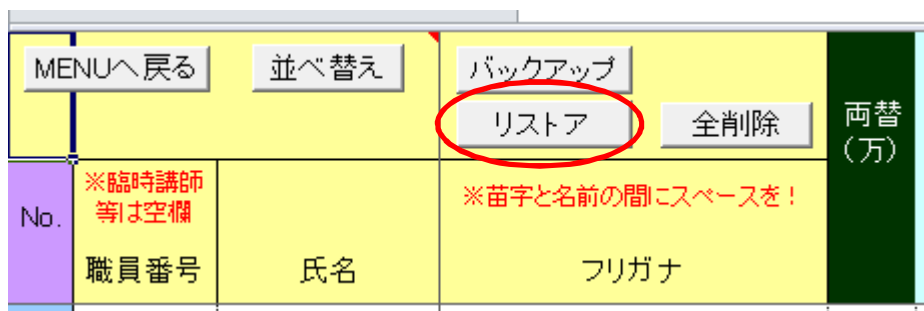 MENUへ戻る
並べ替え
バックアップ
リストア
全削除
両替
(万)
No.
※臨時講師
等は空欄
職員番号
氏名
※苗字と名前の間にスペースを!
フリガナ